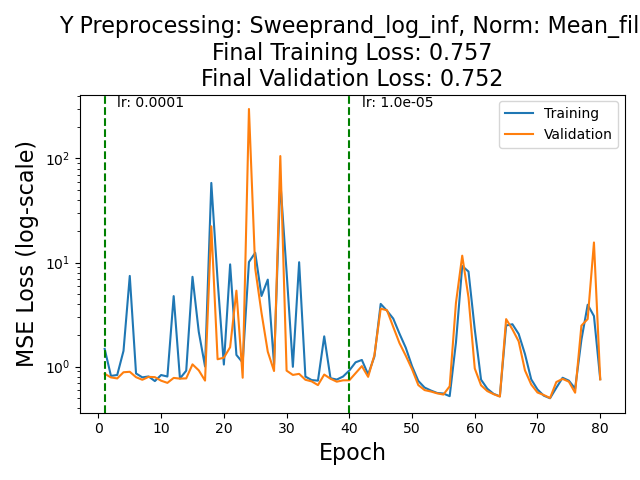 Y Preprocessing: Sweeprand_log_inf, Norm: Mean_fil
Final Training Loss: 0.757
Final Validation Loss: 0.752
lr: 0.0001
lr: 1.0e-05
Training
Validation
MSE Loss (log-scale)
10²
10¹
10⁰
0 10 20 30 40 50 60 70 80
Epoch